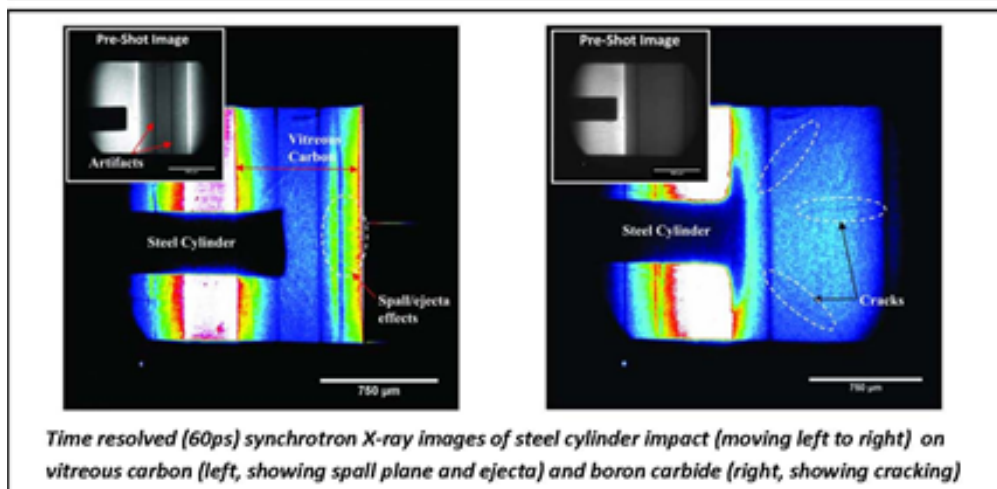 Pre-Shot Image
Artifacts
Vitreous
Carbon
Steel Cylinder
Spall/ejecta
effects
750 μm
Pre-Shot Image
Steel Cylinder
Cracks
750 μm
Time resolved (60ps) synchrotron X-ray images of steel cylinder impact (moving left to right) on
vitreous carbon (left, showing spall plane and ejecta) and boron carbide (right, showing cracking)